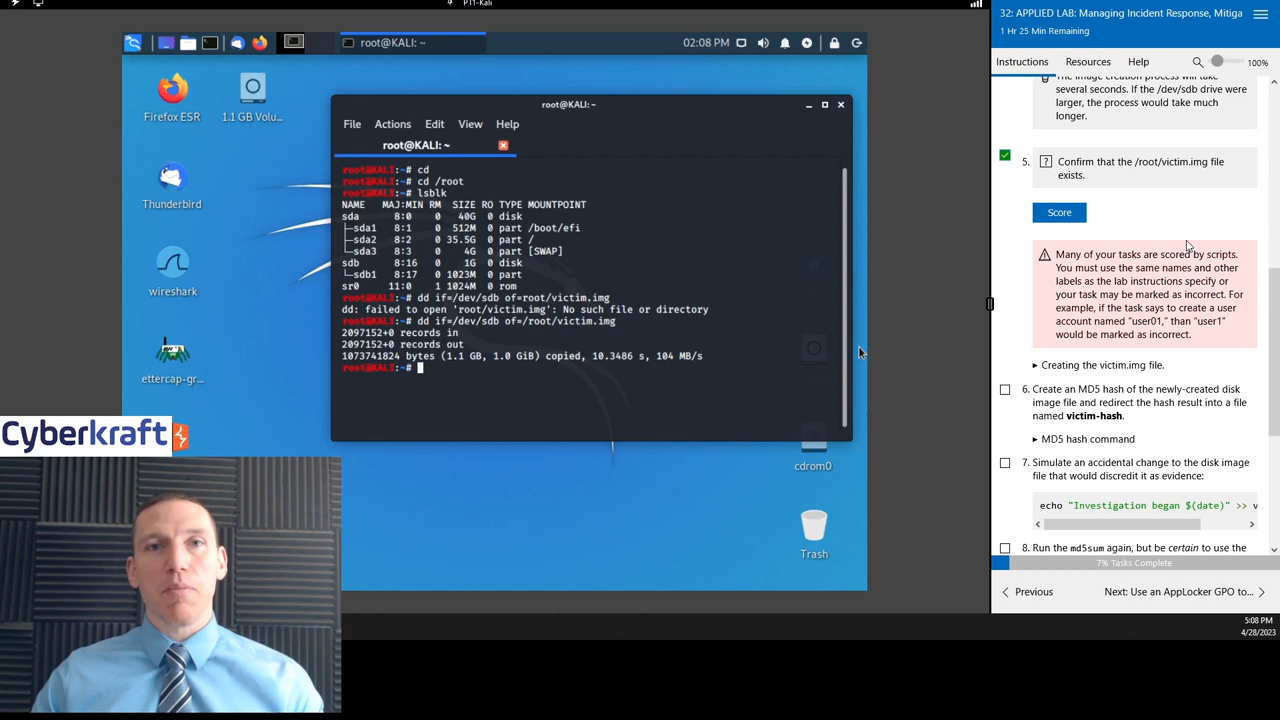 PT1-Kali
32: APPLIED LAB: Managing Incident Response, Mitiga
1 Hr 25 Min Remaining
Instructions Resources Help 100%
root@KALI: ~ 02:08 PM
Firefox ESR
1.1 GB Volu...
Thunderbird
wireshark
ettercap-gr...
cdrom0
Trash
root@KALI: ~
File Actions Edit View Help
root@KALI: ~
root@KALI:~# cd
root@KALI:~# cd /root
root@KALI:~# lsblk
NAME MAJ:MIN RM SIZE RO TYPE MOUNTPOINT
sda 8:0 0 40G 0 disk
├─sda1 8:1 0 512M 0 part /boot/efi
├─sda2 8:2 0 35.5G 0 part /
└─sda3 8:3 0 4G 0 part [SWAP]
sdb 8:16 0 1G 0 disk
└─sdb1 8:17 0 1023M 0 part
sr0 11:0 1 1024M 0 rom
root@KALI:~# dd if=/dev/sdb of=root/victim.img
dd: failed to open 'root/victim.img': No such file or directory
root@KALI:~# dd if=/dev/sdb of=/root/victim.img
2097152+0 records in
2097152+0 records out
1073741824 bytes (1.1 GB, 1.0 GiB) copied, 10.3486 s, 104 MB/s
root@KALI:~#
Cyberkraft
The image creation process will take
several seconds. If the /dev/sdb drive were
larger, the process would take much
longer.
5. Confirm that the /root/victim.img file
exists.
Score
Many of your tasks are scored by scripts.
You must use the same names and other
labels as the lab instructions specify or
your task may be marked as incorrect. For
example, if the task says to create a user
account named "user01," than "user1"
would be marked as incorrect.
Creating the victim.img file.
6. Create an MD5 hash of the newly-created disk
image file and redirect the hash result into a file
named victim-hash.
MD5 hash command
7. Simulate an accidental change to the disk image
file that would discredit it as evidence:
echo "Investigation began $(date)" >> v
8. Run the md5sum again, but be certain to use the
7% Tasks Complete
Previous Next: Use an AppLocker GPO to...
5:08 PM
4/28/2023